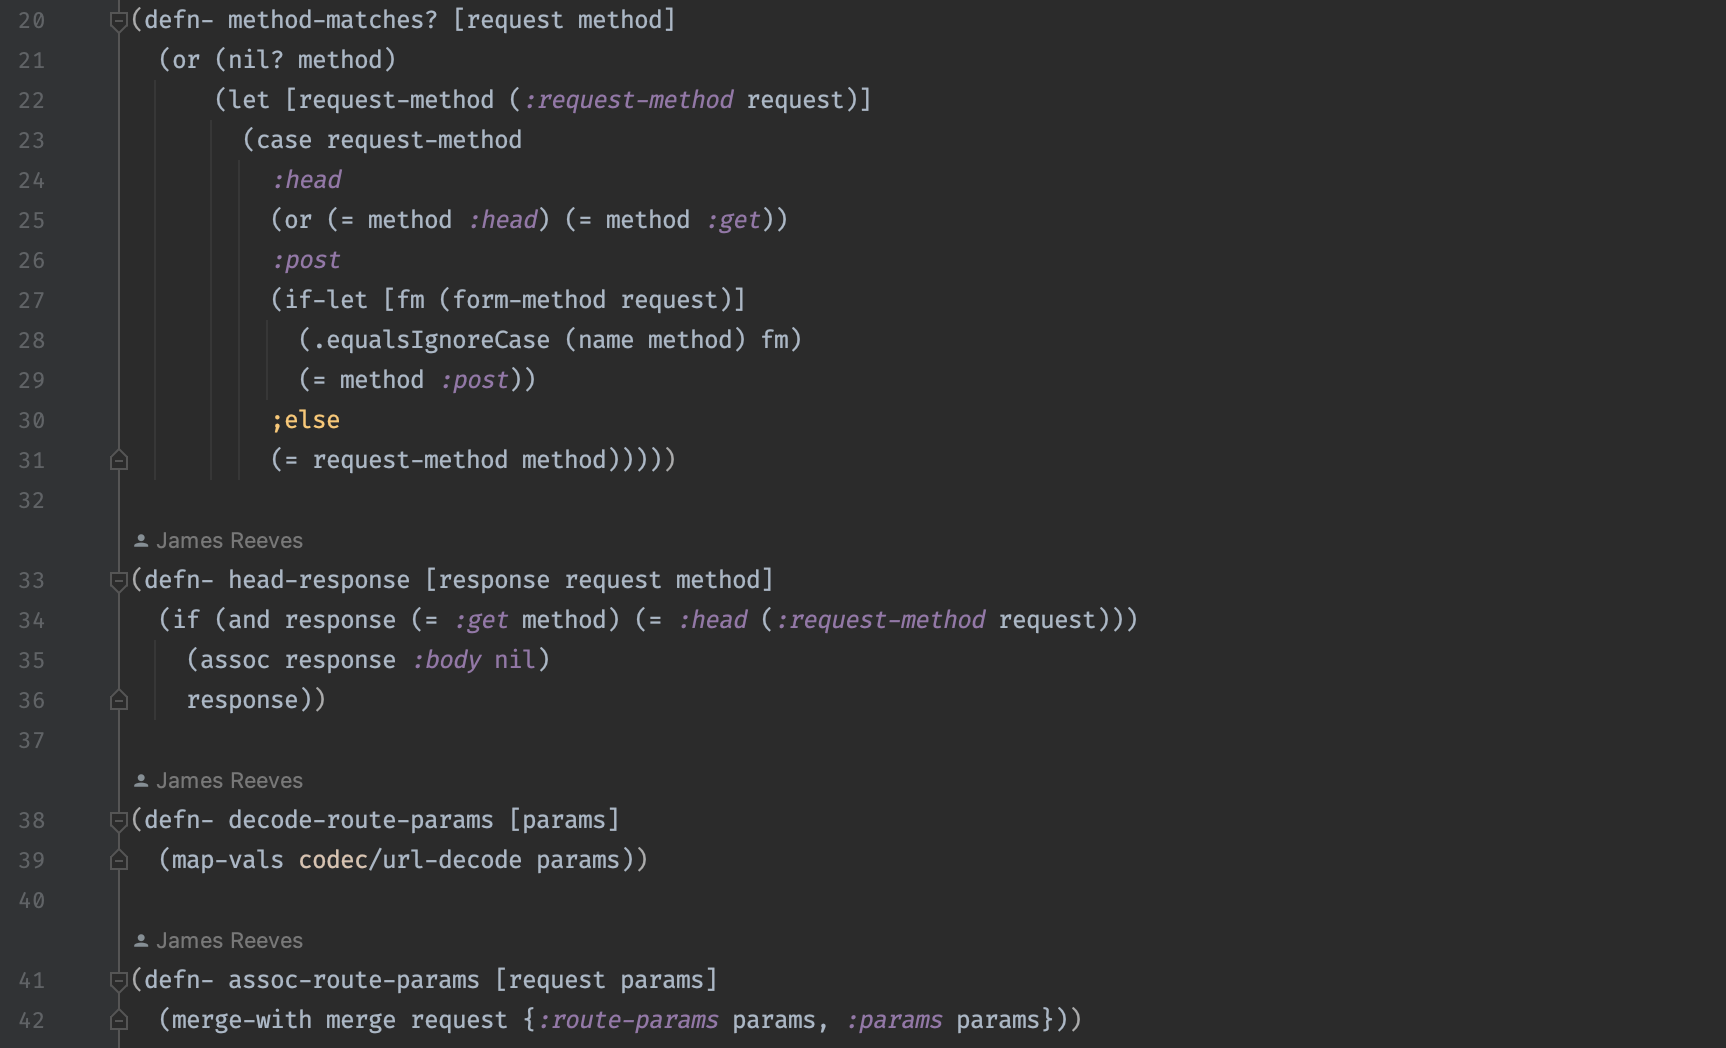 20 (defn- method-matches? [request method]
21   (or (nil? method)
22       (let [request-method (:request-method request)]
23         (case request-method
24           :head
25           (or (= method :head) (= method :get))
26           :post
27           (if-let [fm (form-method request)]
28             (.equalsIgnoreCase (name method) fm)
29             (= method :post))
30           ;else
31           (= request-method method)))))
32
James Reeves
33 (defn- head-response [response request method]
34   (if (and response (= :get method) (= :head (:request-method request)))
35     (assoc response :body nil)
36     response))
37
James Reeves
38 (defn- decode-route-params [params]
39   (map-vals codec/url-decode params))
40
James Reeves
41 (defn- assoc-route-params [request params]
42   (merge-with merge request {:route-params params, :params params}))